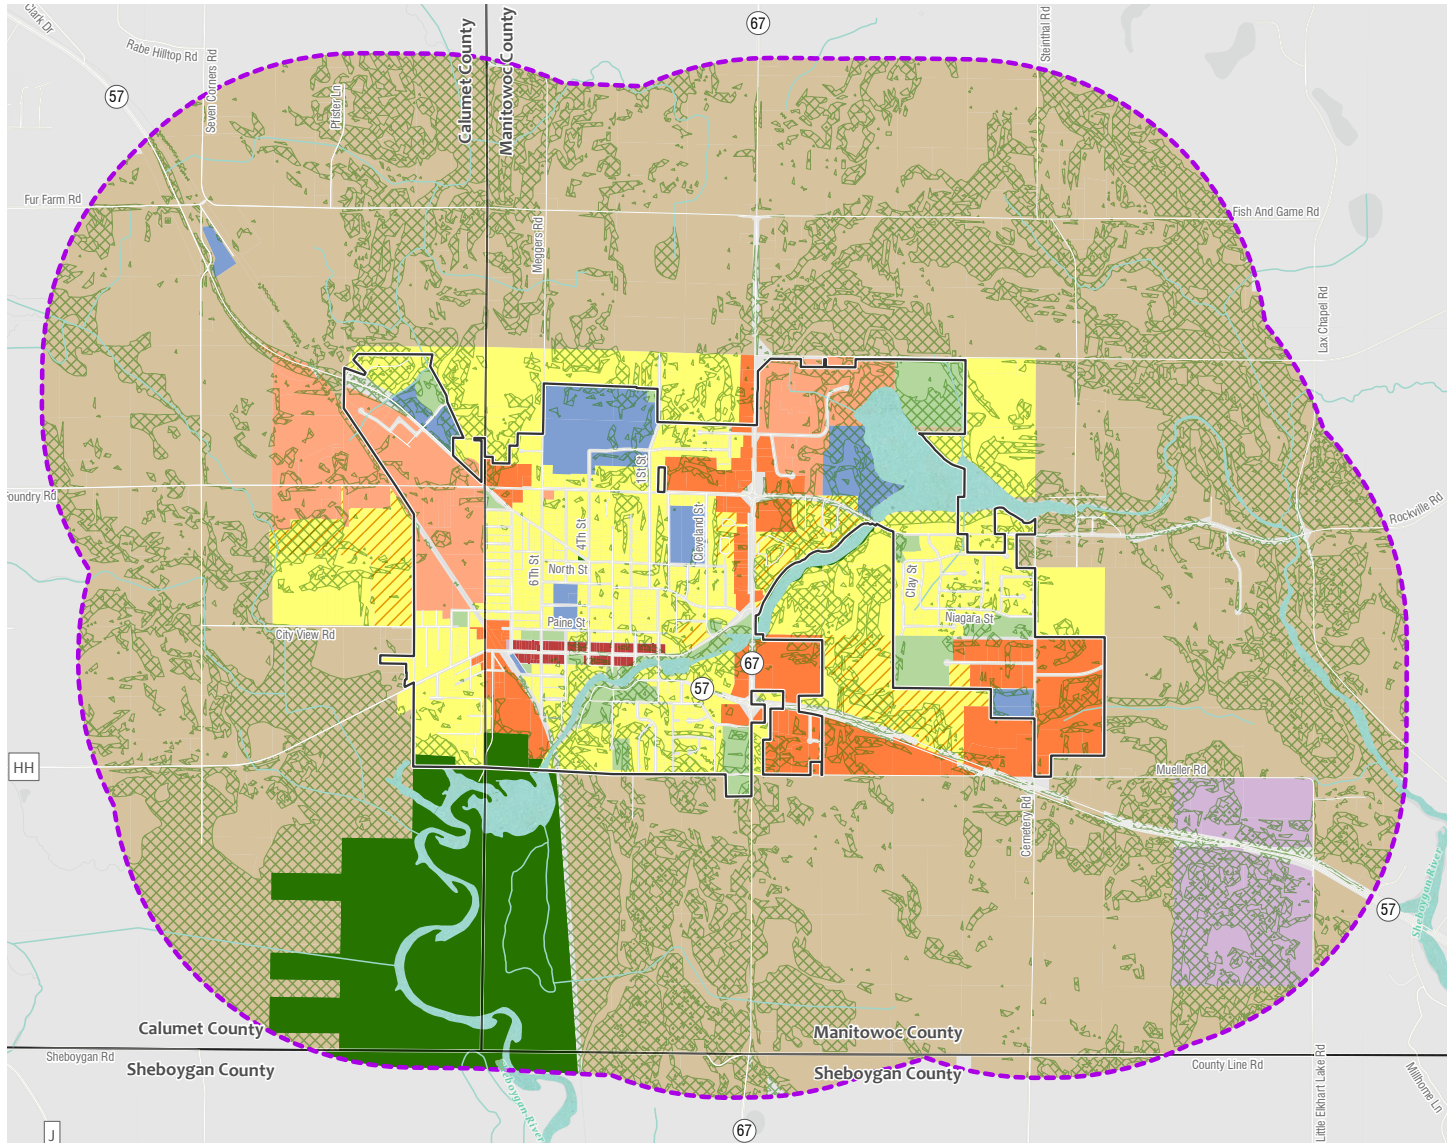 Clark Dr
Rabe Hilltop Rd
Seven Corners Rd
Pfister Ln
Calumet County
Manitowoc County
67
Steinthal Rd
57
Fur Farm Rd
Fish And Game Rd
Meggers Rd
Lax Chapel Rd
Foundry Rd
1St St
4Th St
Cleveland St
Rockville Rd
6Th St
North St
Clay St
Paine St
Niagara St
City View Rd
67
57
HH
Mueller Rd
Cemetery Rd
57
Sheboygan River
Calumet County
Manitowoc County
Sheboygan Rd
Sheboygan County
Sheboygan County
County Line Rd
Sheboygan River
Little Elkhart Lake Rd
Millhome Ln
J
67